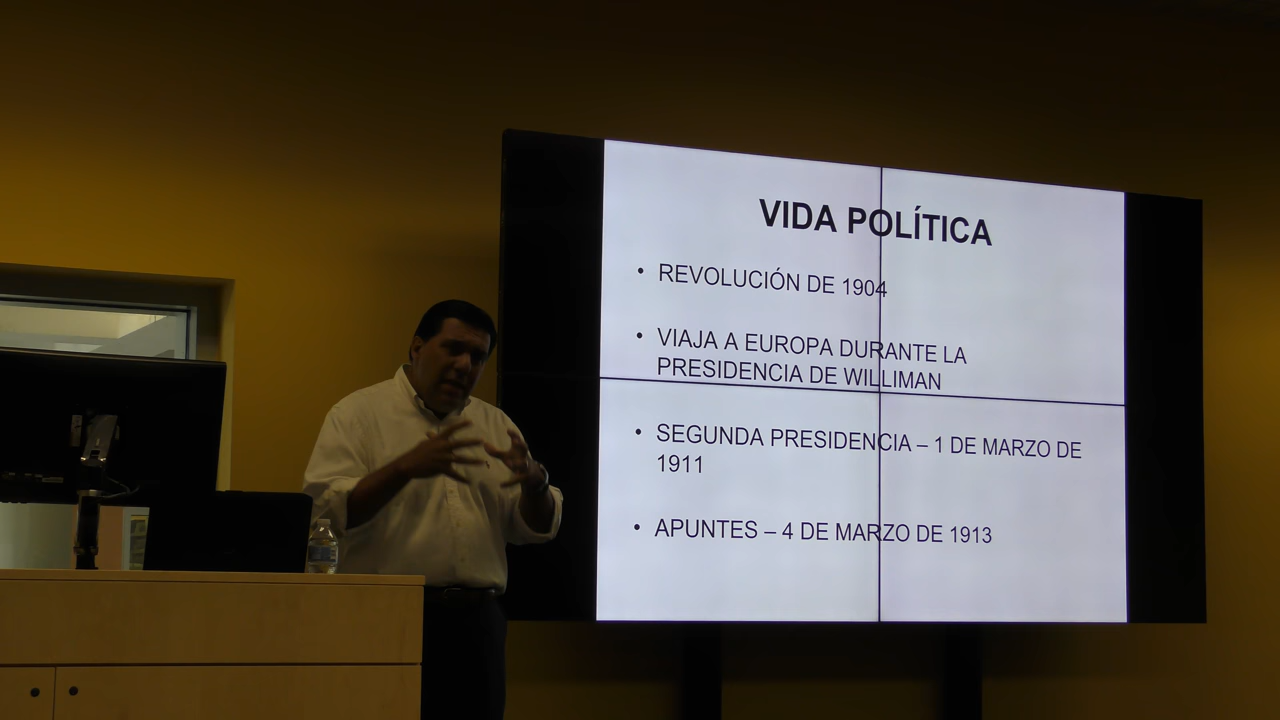 VIDA POLÍTICA
• REVOLUCIÓN DE 1904
• VIAJA A EUROPA DURANTE LA
PRESIDENCIA DE WILLIMAN
• SEGUNDA PRESIDENCIA – 1 DE MARZO DE
1911
• APUNTES – 4 DE MARZO DE 1913